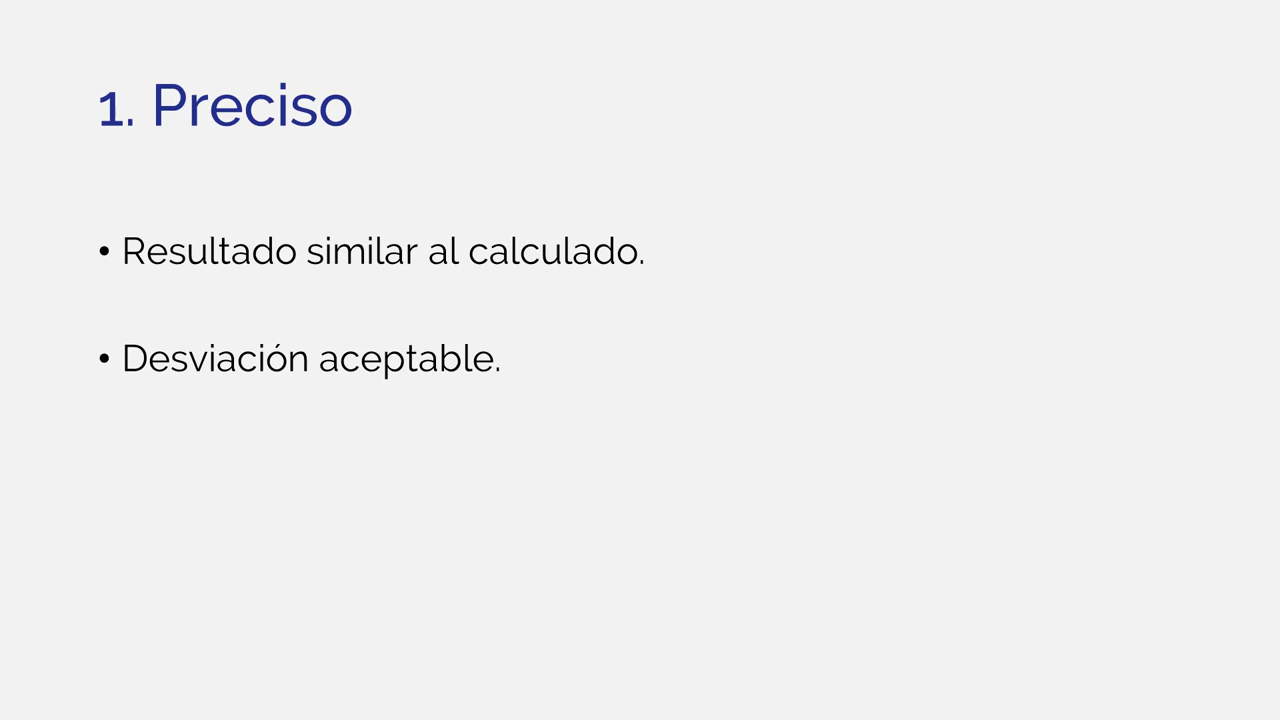 1. Preciso
• Resultado similar al calculado.
• Desviación aceptable.